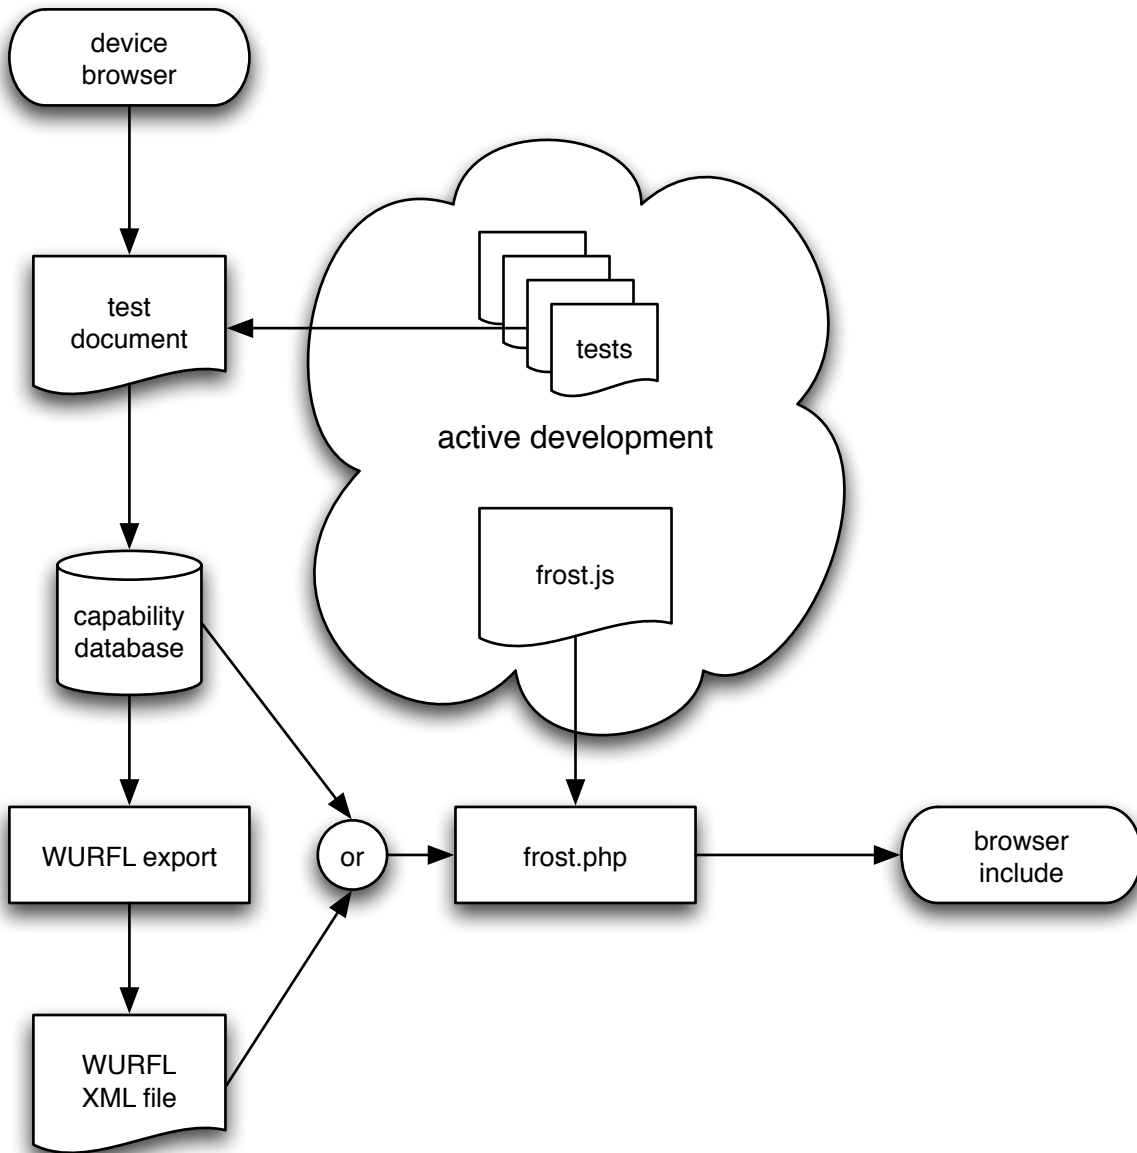 device
browser
test
document
tests
active development
frost.js
capability
database
WURFL export
or
frost.php
browser
include
WURFL
XML file